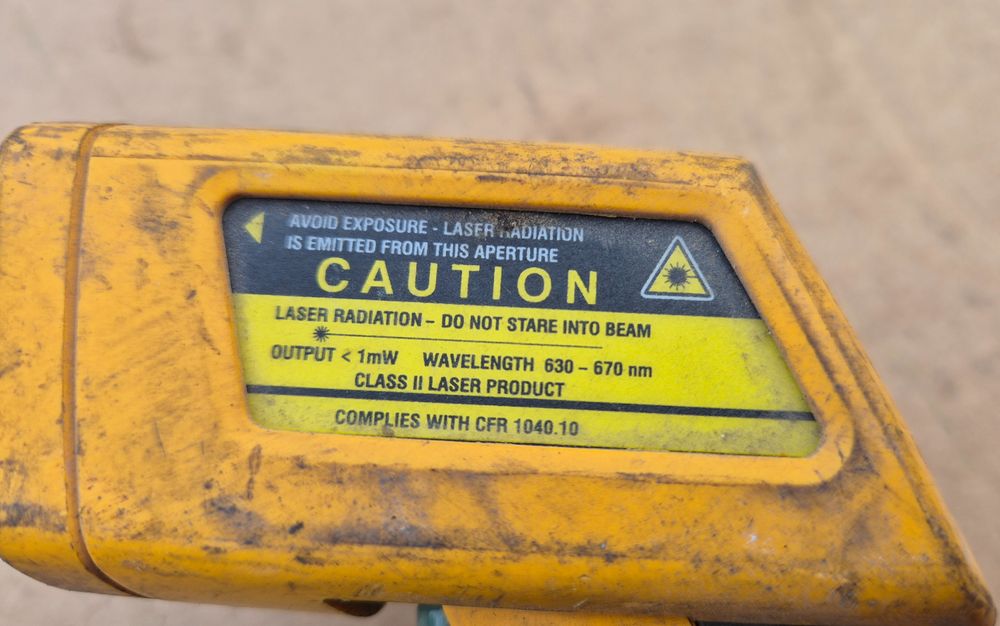 AVOID EXPOSURE - LASER RADIATION
IS EMITTED FROM THIS APERTURE
CAUTION
LASER RADIATION – DO NOT STARE INTO BEAM
OUTPUT < 1mW WAVELENGTH 630 – 670 nm
CLASS II LASER PRODUCT
COMPLIES WITH CFR 1040.10